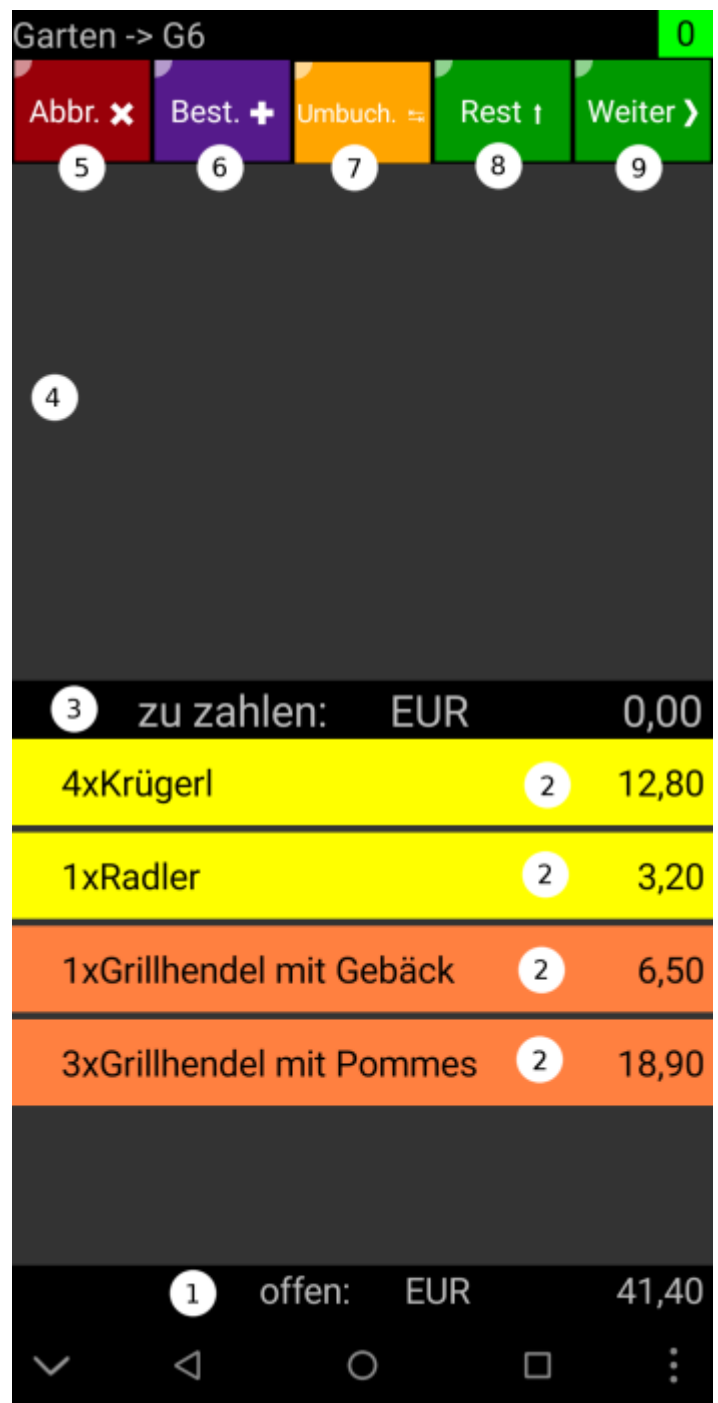 Garten -> G6 0
Abbr. ✖ Best. ✚ Umbuch. ⇆ Rest ↑ Weiter ❯
5 6 7 8 9
4
3 zu zahlen: EUR 0,00
4xKrügerl 2 12,80
1xRadler 2 3,20
1xGrillhendel mit Gebäck 2 6,50
3xGrillhendel mit Pommes 2 18,90
1 offen: EUR 41,40